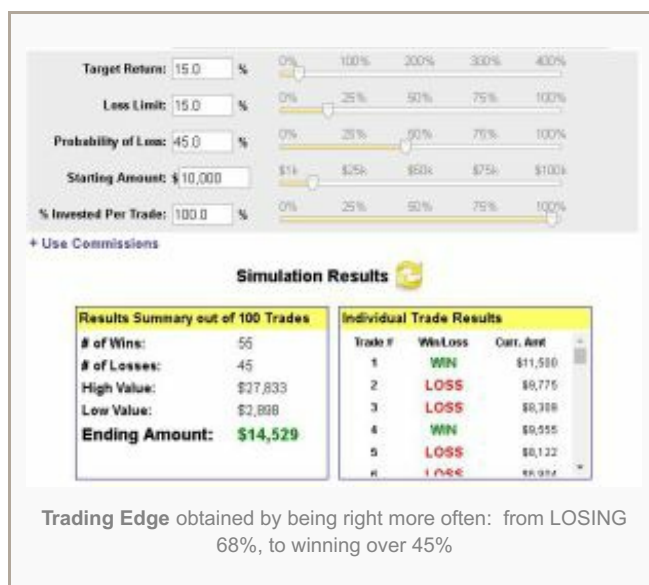 Target Return: 15.0 % 0% 100% 200% 300% 400%
Loss Limit: 15.0 % 0% 25% 50% 75% 100%
Probability of Loss: 45.0 % 0% 25% 50% 75% 100%
Starting Amount: $ 10,000 $1k $25k $50k $75k $100k
% Invested Per Trade: 100.0 % 0% 25% 50% 75% 100%
+ Use Commissions
Simulation Results
Results Summary out of 100 Trades
# of Wins: 55
# of Losses: 45
High Value: $27,833
Low Value: $2,898
Ending Amount: $14,529
Individual Trade Results
Trade # Win/Loss Curr. Amt
1 WIN $11,500
2 LOSS $9,775
3 LOSS $8,309
4 WIN $9,555
5 LOSS $8,122
6 LOSS
Trading Edge obtained by being right more often: from LOSING
68%, to winning over 45%